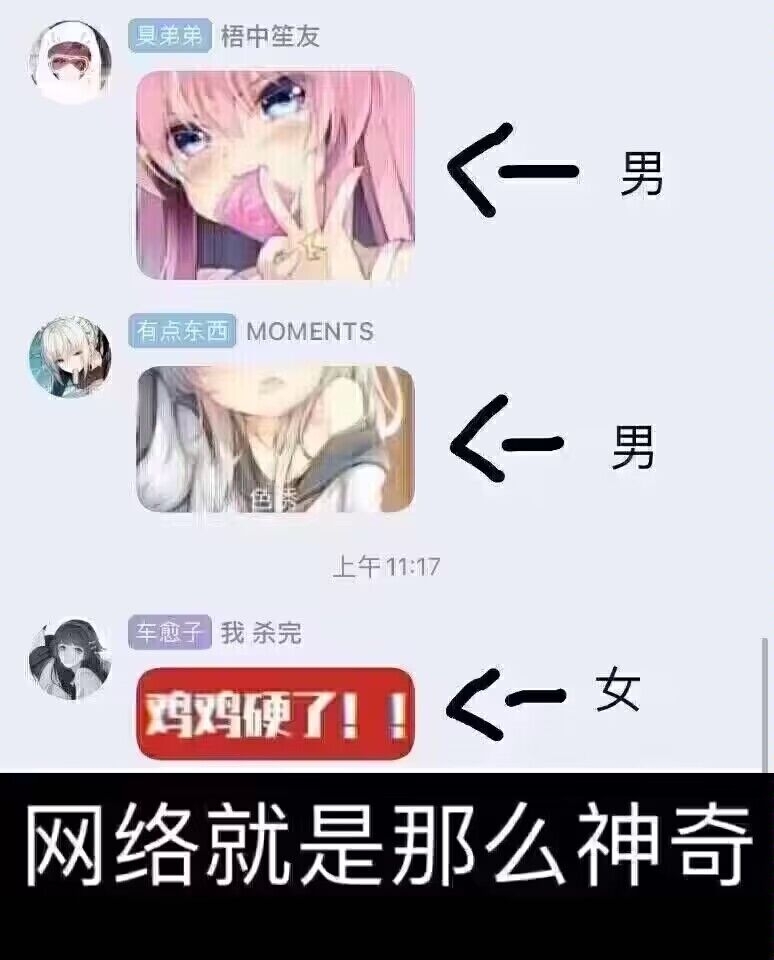 臭弟弟 梧中笙友
男
有点东西 MOMENTS
色诱
男
上午11:17
车愈子 我 杀完
鸡鸡硬了！！
女
网络就是那么神奇